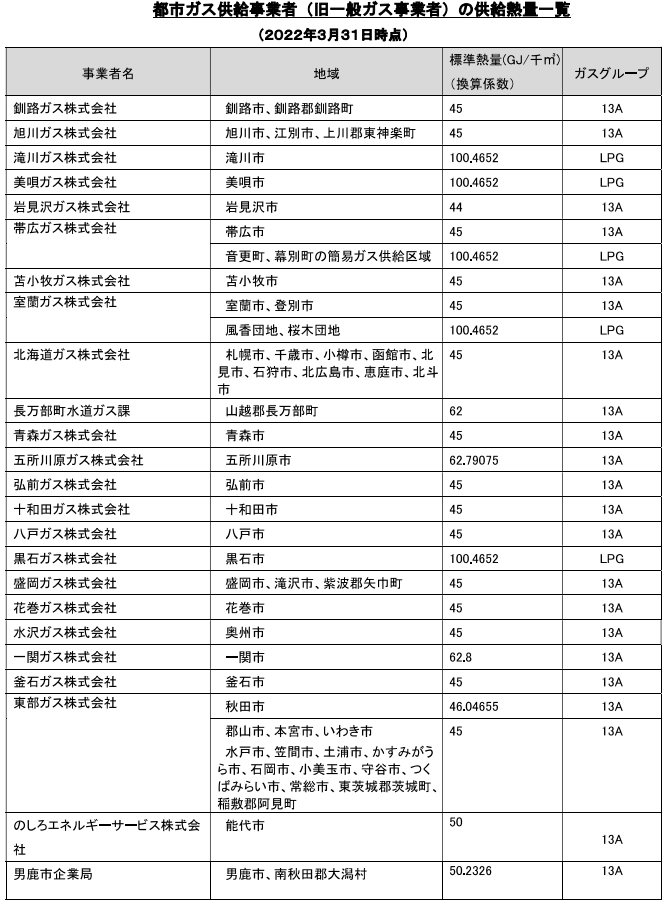 都市ガス供給事業者（旧一般ガス事業者）の供給熱量一覧
（2022年3月31日時点）
事業者名 地域 標準熱量(GJ/千㎥)（換算係数） ガスグループ
釧路ガス株式会社 釧路市、釧路郡釧路町 45 13A
旭川ガス株式会社 旭川市、江別市、上川郡東神楽町 45 13A
滝川ガス株式会社 滝川市 100.4652 LPG
美唄ガス株式会社 美唄市 100.4652 LPG
岩見沢ガス株式会社 岩見沢市 44 13A
帯広ガス株式会社 帯広市 45 13A
音更町、幕別町の簡易ガス供給区域 100.4652 LPG
苫小牧ガス株式会社 苫小牧市 45 13A
室蘭ガス株式会社 室蘭市、登別市 45 13A
風香団地、桜木団地 100.4652 LPG
北海道ガス株式会社 札幌市、千歳市、小樽市、函館市、北 45 13A
見市、石狩市、北広島市、恵庭市、北斗
市
長万部町水道ガス課 山越郡長万部町 62 13A
青森ガス株式会社 青森市 45 13A
五所川原ガス株式会社 五所川原市 62.79075 13A
弘前ガス株式会社 弘前市 45 13A
十和田ガス株式会社 十和田市 45 13A
八戸ガス株式会社 八戸市 45 13A
黒石ガス株式会社 黒石市 100.4652 LPG
盛岡ガス株式会社 盛岡市、滝沢市、紫波郡矢巾町 45 13A
花巻ガス株式会社 花巻市 45 13A
水沢ガス株式会社 奥州市 45 13A
一関ガス株式会社 一関市 62.8 13A
釜石ガス株式会社 釜石市 45 13A
東部ガス株式会社 秋田市 46.04655 13A
郡山市、本宮市、いわき市 45 13A
水戸市、笠間市、土浦市、かすみがう
ら市、石岡市、小美玉市、守谷市、つく
ばみらい市、常総市、東茨城郡茨城町、
稲敷郡阿見町
のしろエネルギーサービス株式会 能代市 50
社 13A
男鹿市企業局 男鹿市、南秋田郡大潟村 50.2326 13A